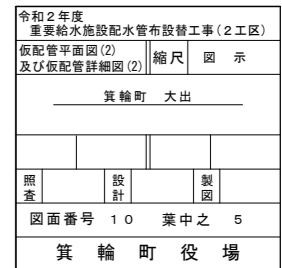 令和２年度
重要給水施設配水管布設替工事（２工区）
仮配管平面図(2)
及び仮配管詳細図(2)
縮尺 図示
箕輪町 大出
照査 設計 製図
図面番号 １０ 葉中之 ５
箕輪町役場